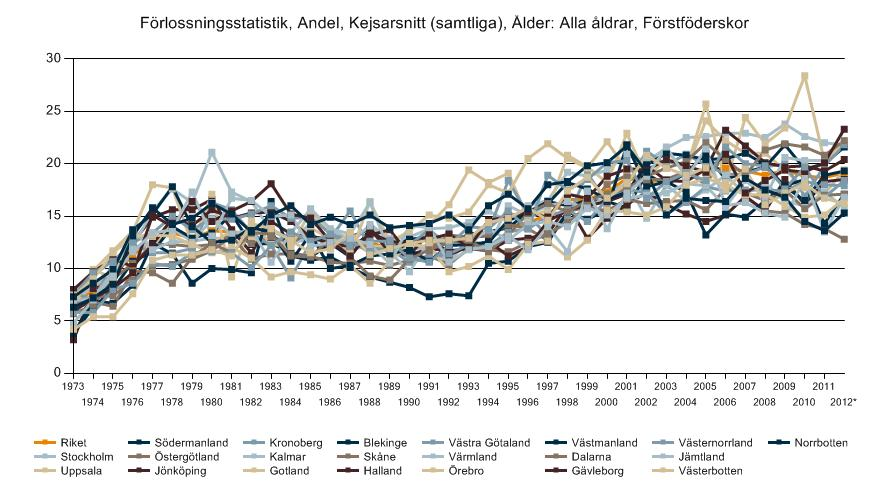 Förlossningsstatistik, Andel, Kejsarsnitt (samtliga), Ålder: Alla åldrar, Förstföderskor
30
25
20
15
10
5
0
1973 1975 1977 1979 1981 1983 1985 1987 1989 1991 1993 1995 1997 1999 2001 2003 2005 2007 2009 2011
1974 1976 1978 1980 1982 1984 1986 1988 1990 1992 1994 1996 1998 2000 2002 2004 2006 2008 2010 2012*
Riket Södermanland Kronoberg Blekinge Västra Götaland Västmanland Västernorrland Norrbotten
Stockholm Östergötland Kalmar Skåne Värmland Dalarna Jämtland
Uppsala Jönköping Gotland Halland Örebro Gävleborg Västerbotten